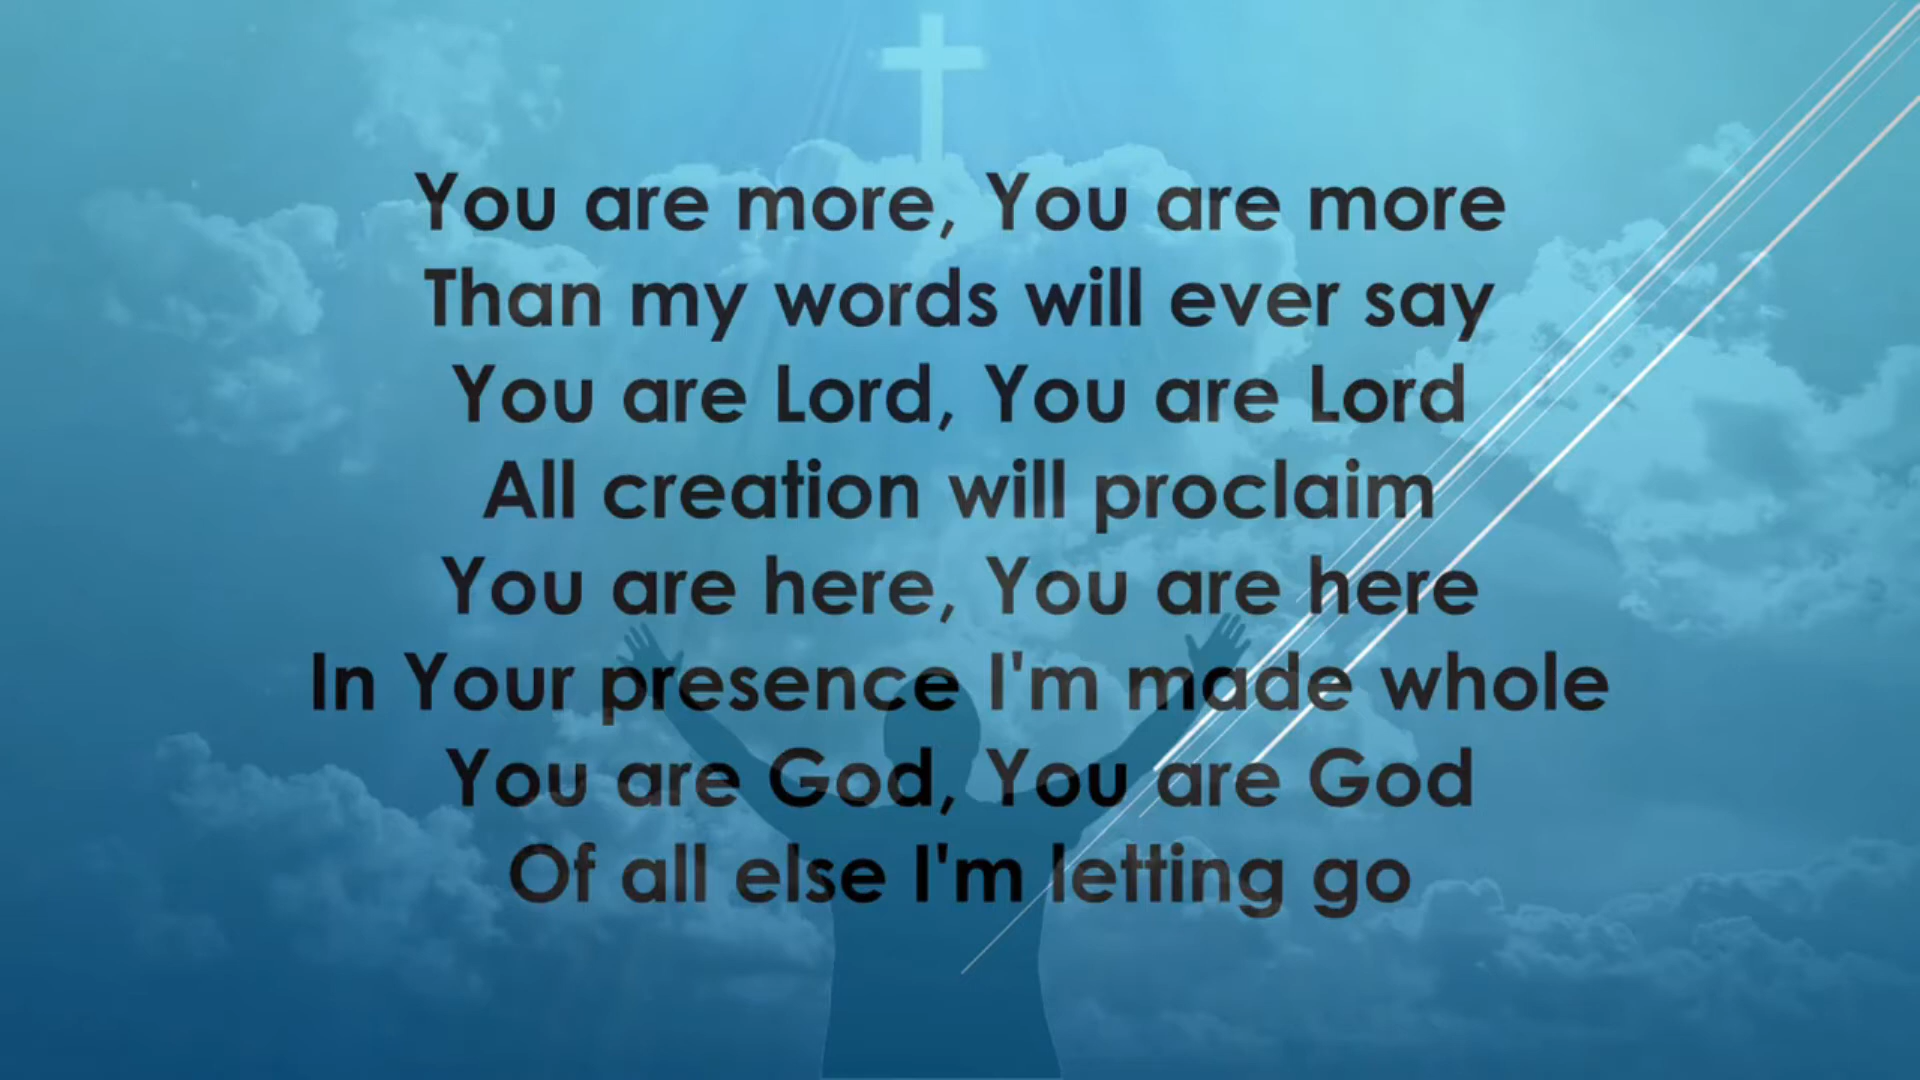 You are more, You are more
Than my words will ever say
You are Lord, You are Lord
All creation will proclaim
You are here, You are here
In Your presence I'm made whole
You are God, You are God
Of all else I'm letting go